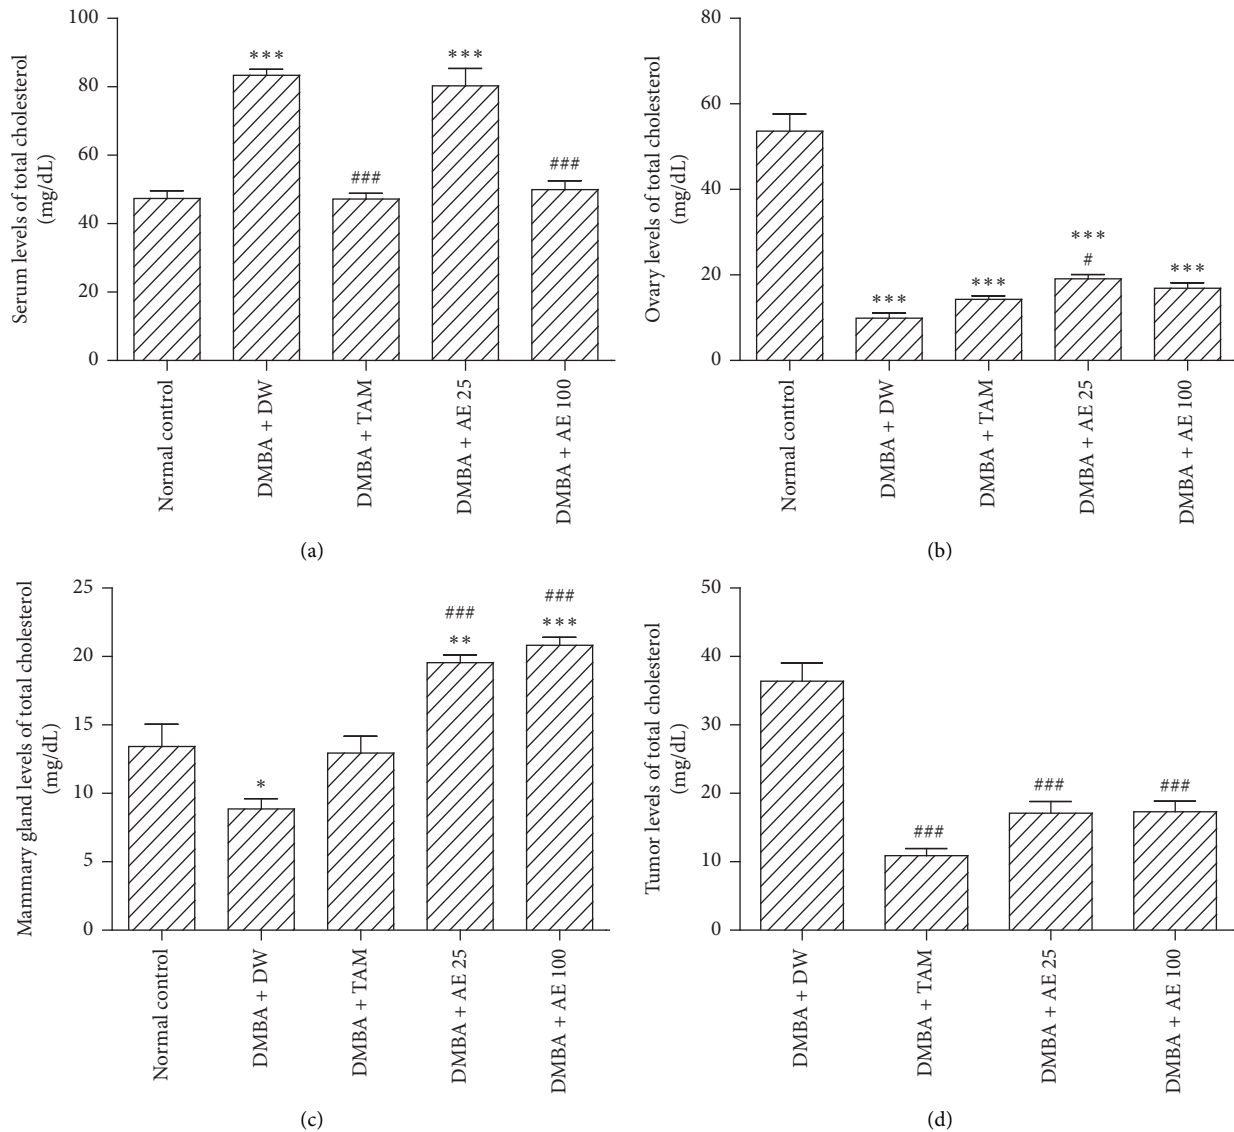 Serum levels of total cholesterol
(mg/dL)
100
80
60
40
20
0
***
###
***
###
Normal control
DMBA + DW
DMBA + TAM
DMBA + AE 25
DMBA + AE 100
(a)
Ovary levels of total cholesterol
(mg/dL)
80
60
40
20
0
***
***
***
#
***
Normal control
DMBA + DW
DMBA + TAM
DMBA + AE 25
DMBA + AE 100
(b)
Mammary gland levels of total cholesterol
(mg/dL)
25
20
15
10
5
0
*
###
**
###
***
Normal control
DMBA + DW
DMBA + TAM
DMBA + AE 25
DMBA + AE 100
(c)
Tumor levels of total cholesterol
(mg/dL)
50
40
30
20
10
0
###
###
###
DMBA + DW
DMBA + TAM
DMBA + AE 25
DMBA + AE 100
(d)